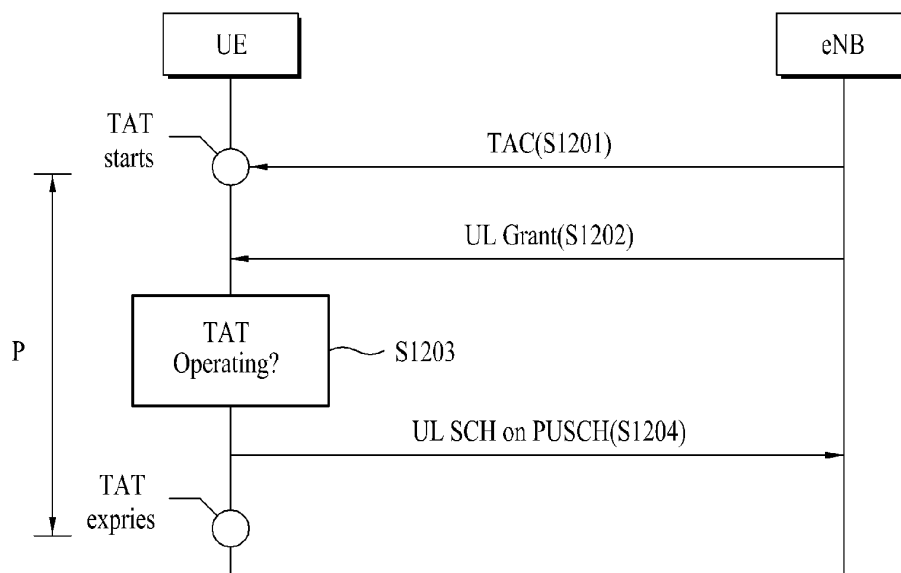 UE
eNB
TAT
starts
TAC(S1201)
UL Grant(S1202)
TAT
Operating?
S1203
P
UL SCH on PUSCH(S1204)
TAT
expries